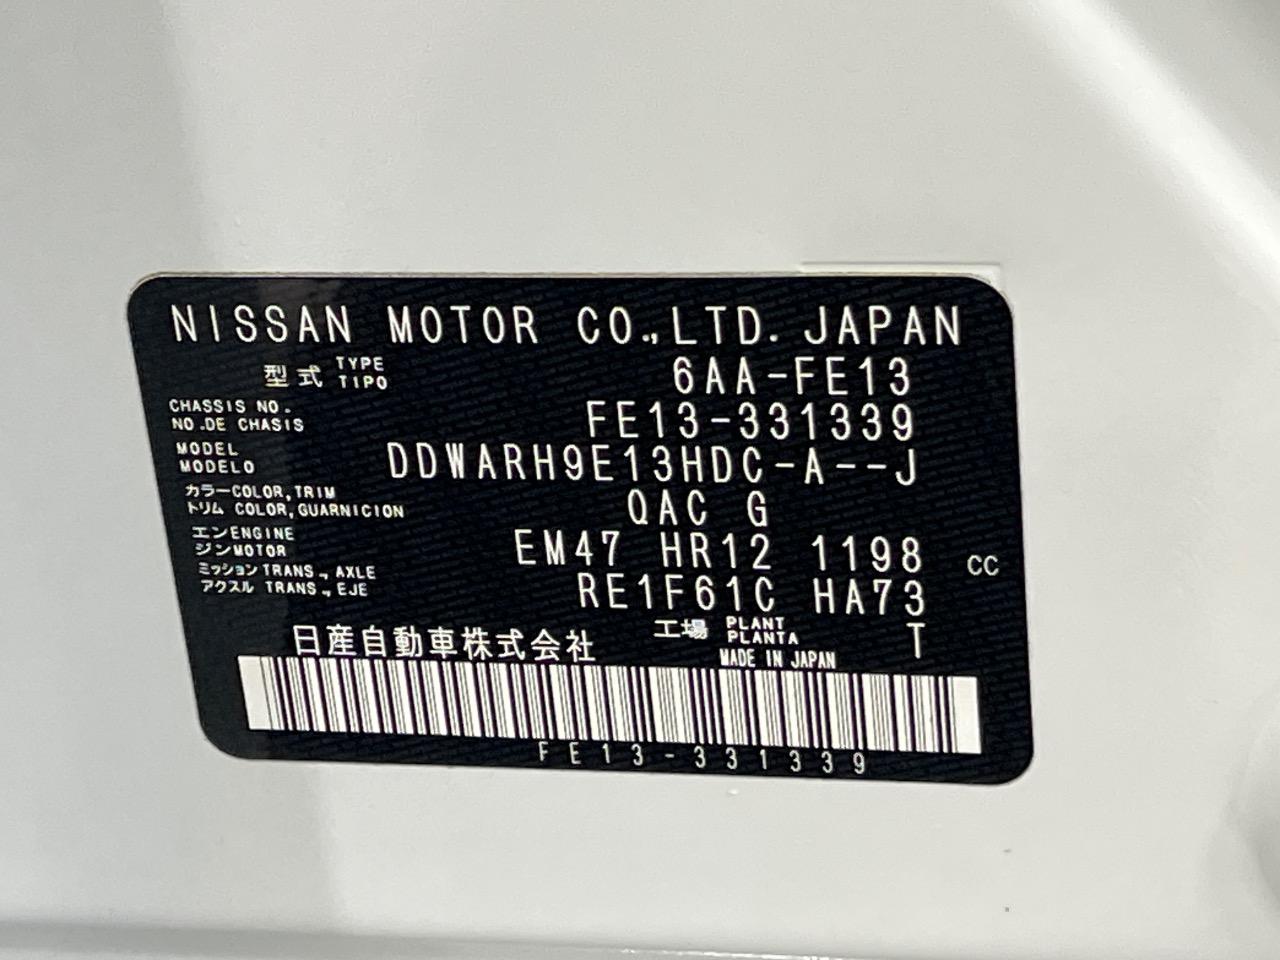 NISSAN MOTOR CO.,LTD. JAPAN
型式 TYPE TIPO 6AA-FE13
CHASSIS NO.
NO.DE CHASIS FE13-331339
MODEL
MODELO DDWARH9E13HDC-A--J
カラーCOLOR,TRIM
トリム COLOR,GUARNICION QAC G
エンENGINE
ジンMOTOR EM47 HR12 1198 CC
ミッションTRANS.,AXLE
アクスル TRANS.,EJE RE1F61C HA73
日産自動車株式会社 工場 PLANT PLANTA T
MADE IN JAPAN
FE13-331339